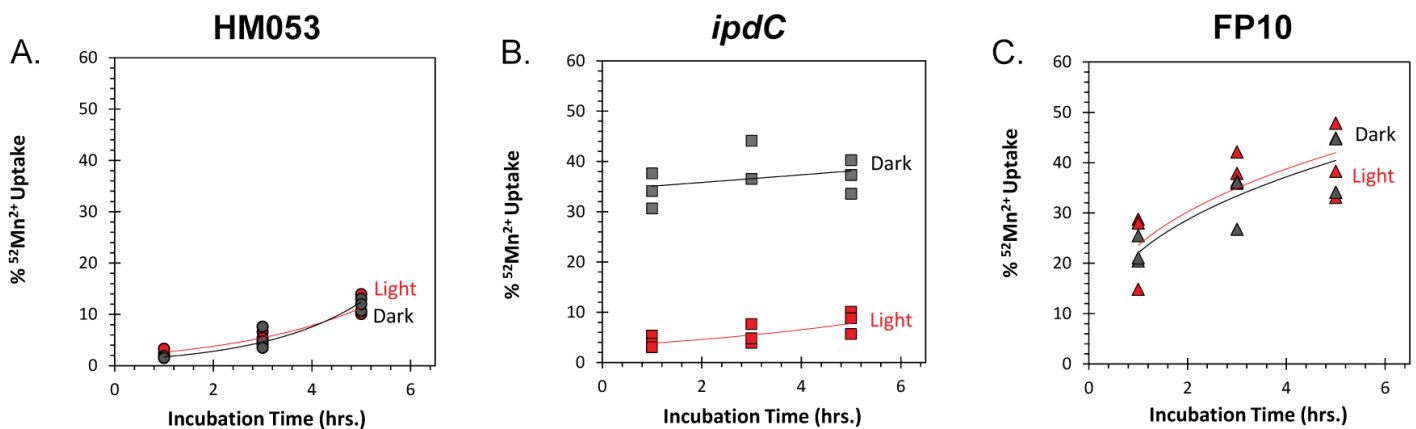 HM053
A.
60
50
40
30
20
10
0
% ⁵²Mn²⁺ Uptake
Light
Dark
0 2 4 6
Incubation Time (hrs.)
ipdC
B.
60
50
40
30
20
10
0
% ⁵²Mn²⁺ Uptake
Dark
Light
0 2 4 6
Incubation Time (hrs.)
FP10
C.
60
50
40
30
20
10
0
% ⁵²Mn²⁺ Uptake
Dark
Light
0 2 4 6
Incubation Time (hrs.)